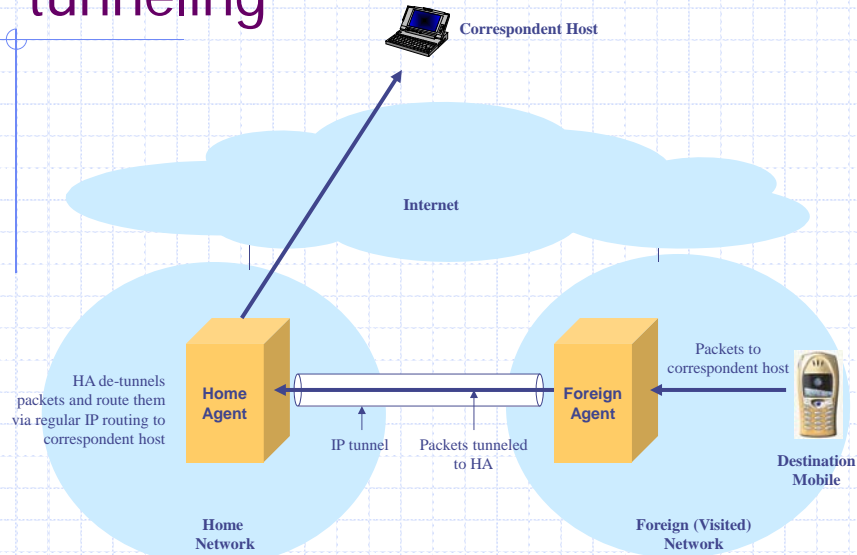 tunneling
Correspondent Host
Internet
HA de-tunnels
packets and route them
via regular IP routing to
correspondent host
Home
Agent
IP tunnel
Packets tunneled
to HA
Foreign
Agent
Packets to
correspondent host
Destination
Mobile
Home
Network
Foreign (Visited)
Network